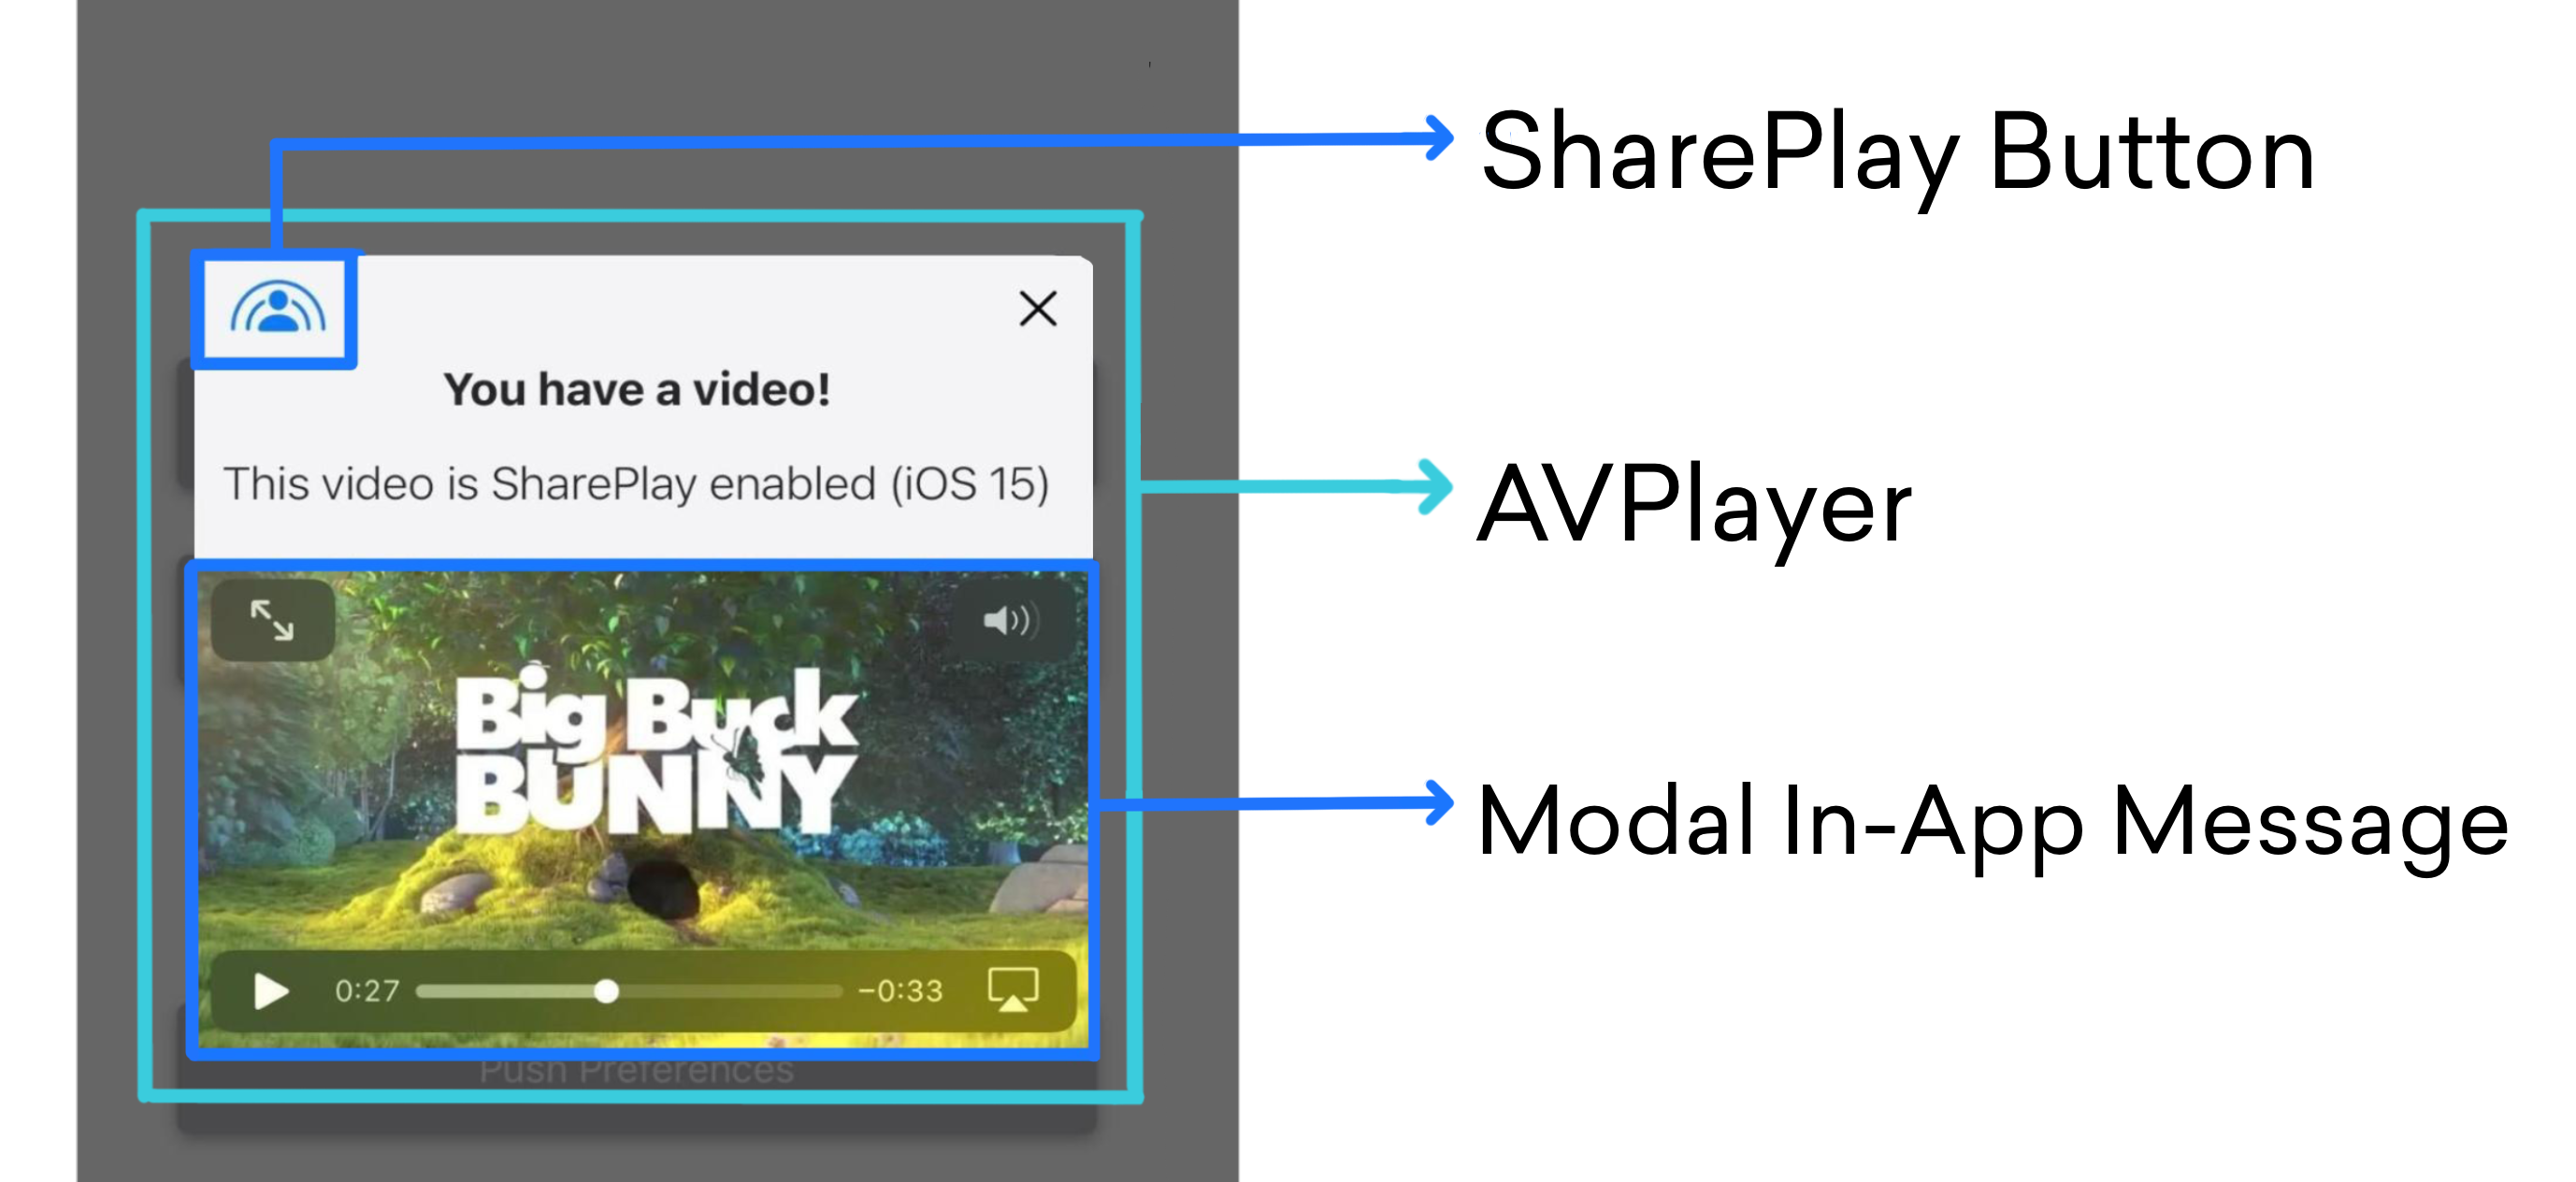 SharePlay Button
You have a video!
This video is SharePlay enabled (iOS 15)
AVPlayer
Big Buck
BUNNY
Modal In-App Message
0:27
−0:33
Push Preferences